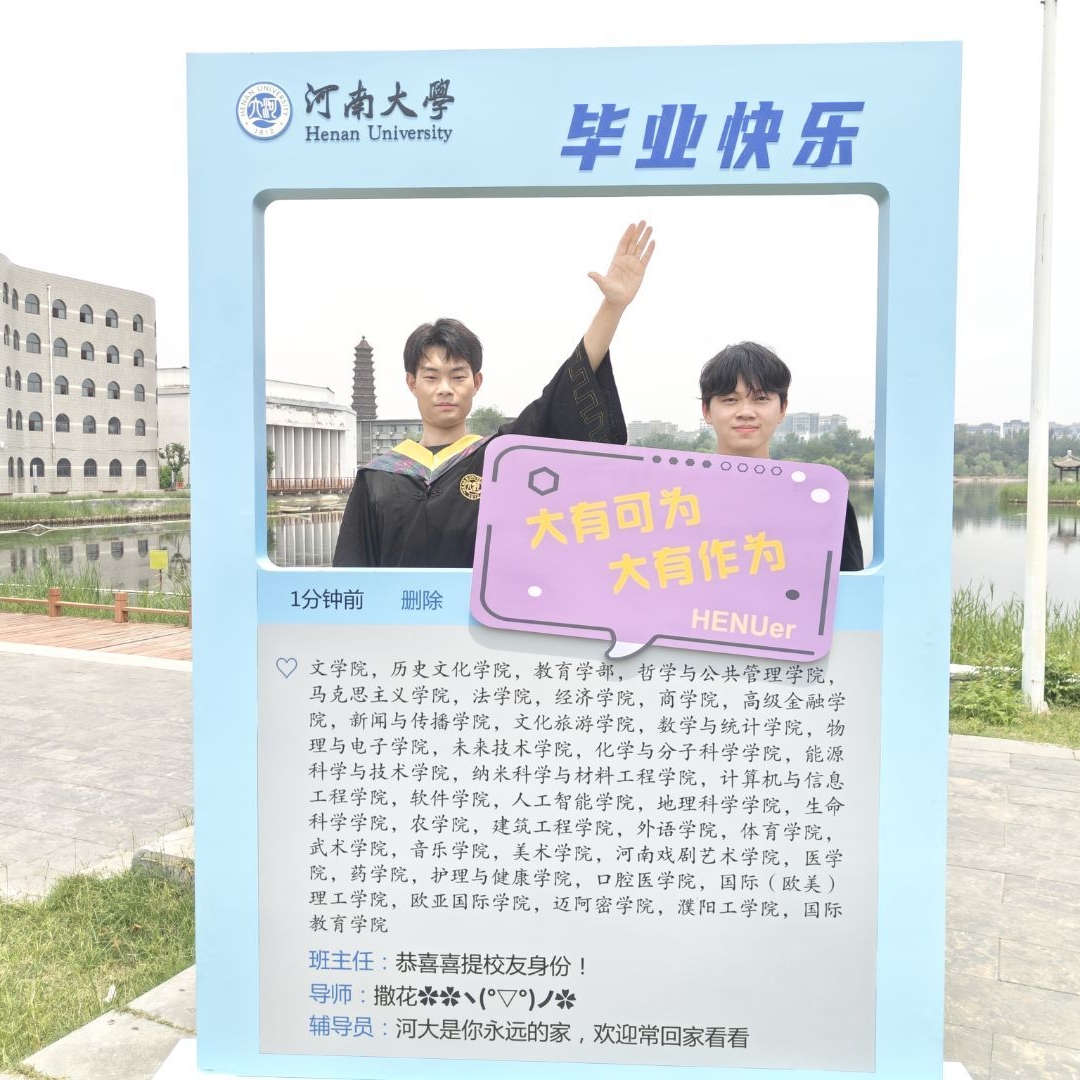 河南大學
Henan University
HENAN UNIVERSITY
1912
毕业快乐
大有可为
大有作为
HENUer
1分钟前 删除
文学院，历史文化学院，教育学部，哲学与公共管理学院，
马克思主义学院，法学院，经济学院，商学院，高级金融学
院，新闻与传播学院，文化旅游学院，数学与统计学院，物
理与电子学院，未来技术学院，化学与分子科学学院，能源
科学与技术学院，纳米科学与材料工程学院，计算机与信息
工程学院，软件学院，人工智能学院，地理科学学院，生命
科学学院，农学院，建筑工程学院，外语学院，体育学院，
武术学院，音乐学院，美术学院，河南戏剧艺术学院，医学
院，药学院，护理与健康学院，口腔医学院，国际（欧美）
理工学院，欧亚国际学院，迈阿密学院，濮阳工学院，国际
教育学院
班主任：恭喜喜提校友身份！
导师：撒花✽✽ヽ(°▽°)ノ✽
辅导员：河大是你永远的家，欢迎常回家看看